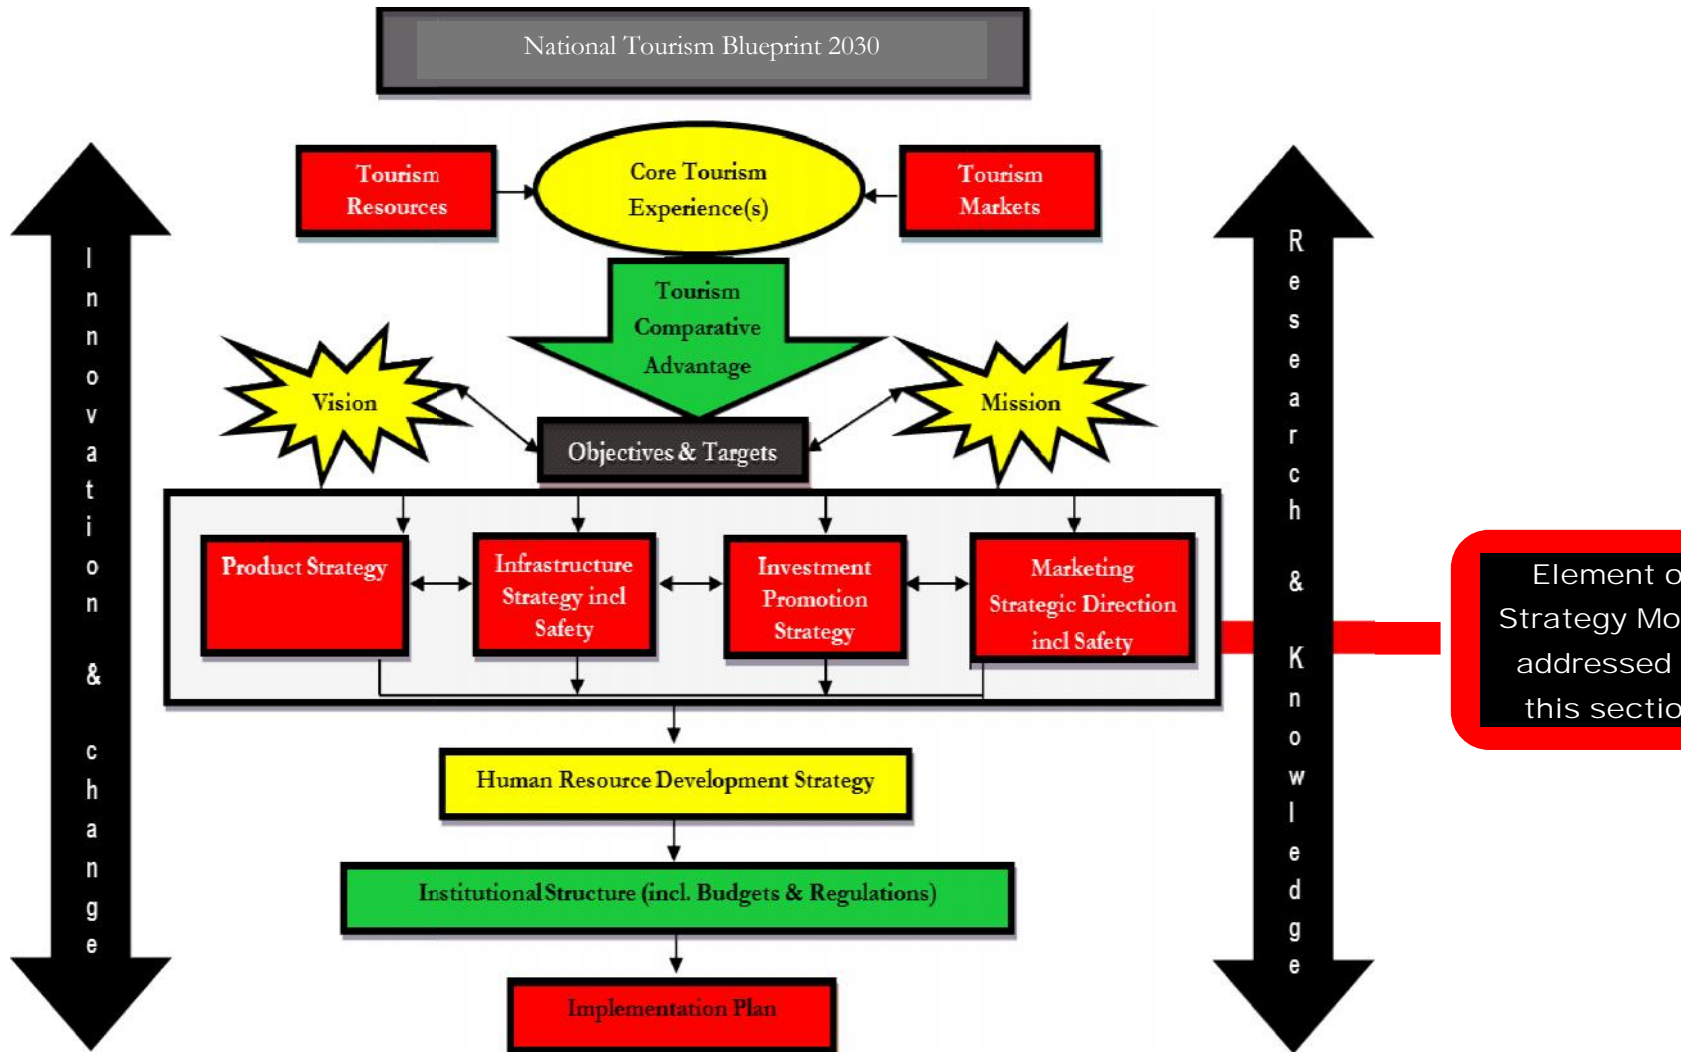 National Tourism Blueprint 2030
Tourism
Resources
Core Tourism
Experience(s)
Tourism
Markets
Tourism
Comparative
Advantage
Vision
Mission
Objectives & Targets
Product Strategy
Infrastructure
Strategy incl
Safety
Investment
Promotion
Strategy
Marketing
Strategic Direction
incl Safety
Human Resource Development Strategy
Institutional Structure (incl. Budgets & Regulations)
Implementation Plan
Innovation & change
Research & Knowledge
Element
Strategy
addressed
this